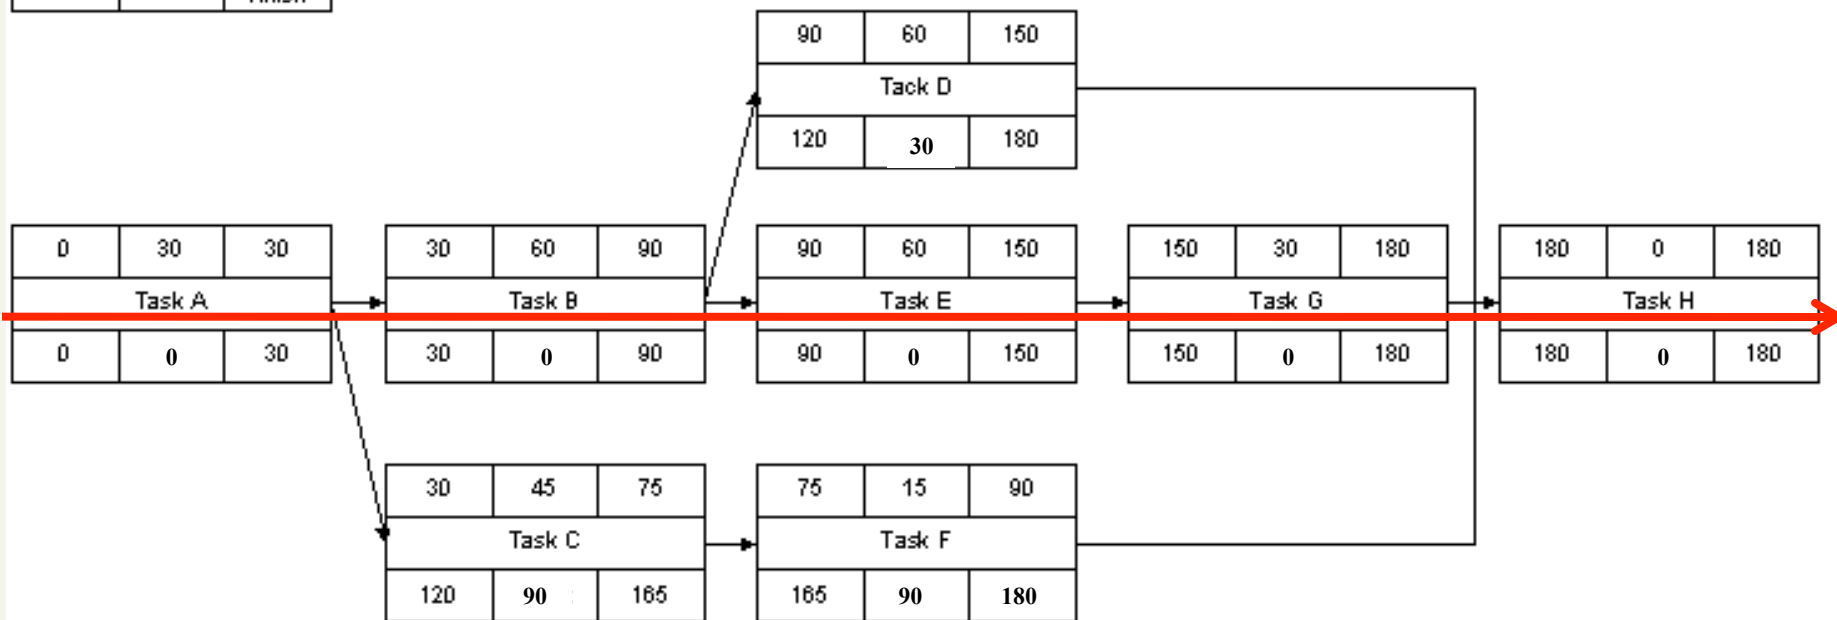 Finish
90 60 150
Tack D
120 30 180
0 30 30
Task A
0 0 30
30 60 90
Task B
30 0 90
90 60 150
Task E
90 0 150
150 30 180
Task G
150 0 180
180 0 180
Task H
180 0 180
30 45 75
Task C
120 90 165
75 15 90
Task F
165 90 180